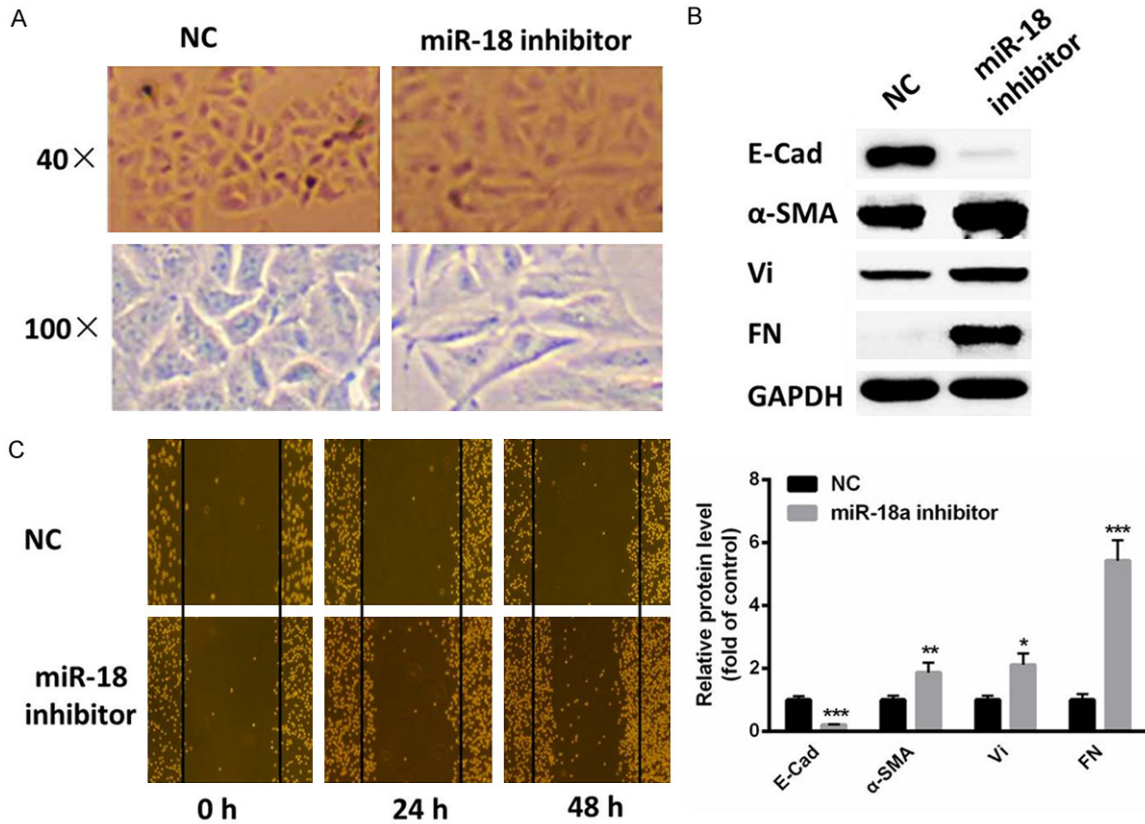 A
NC
miR-18 inhibitor
40×
100×
B
NC
miR-18
inhibitor
E-Cad
α-SMA
Vi
FN
GAPDH
C
NC
miR-18
inhibitor
0 h
24 h
48 h
Relative protein level
(fold of control)
8
6
4
2
0
NC
miR-18a inhibitor
***
**
*
***
E-Cad
α-SMA
Vi
FN